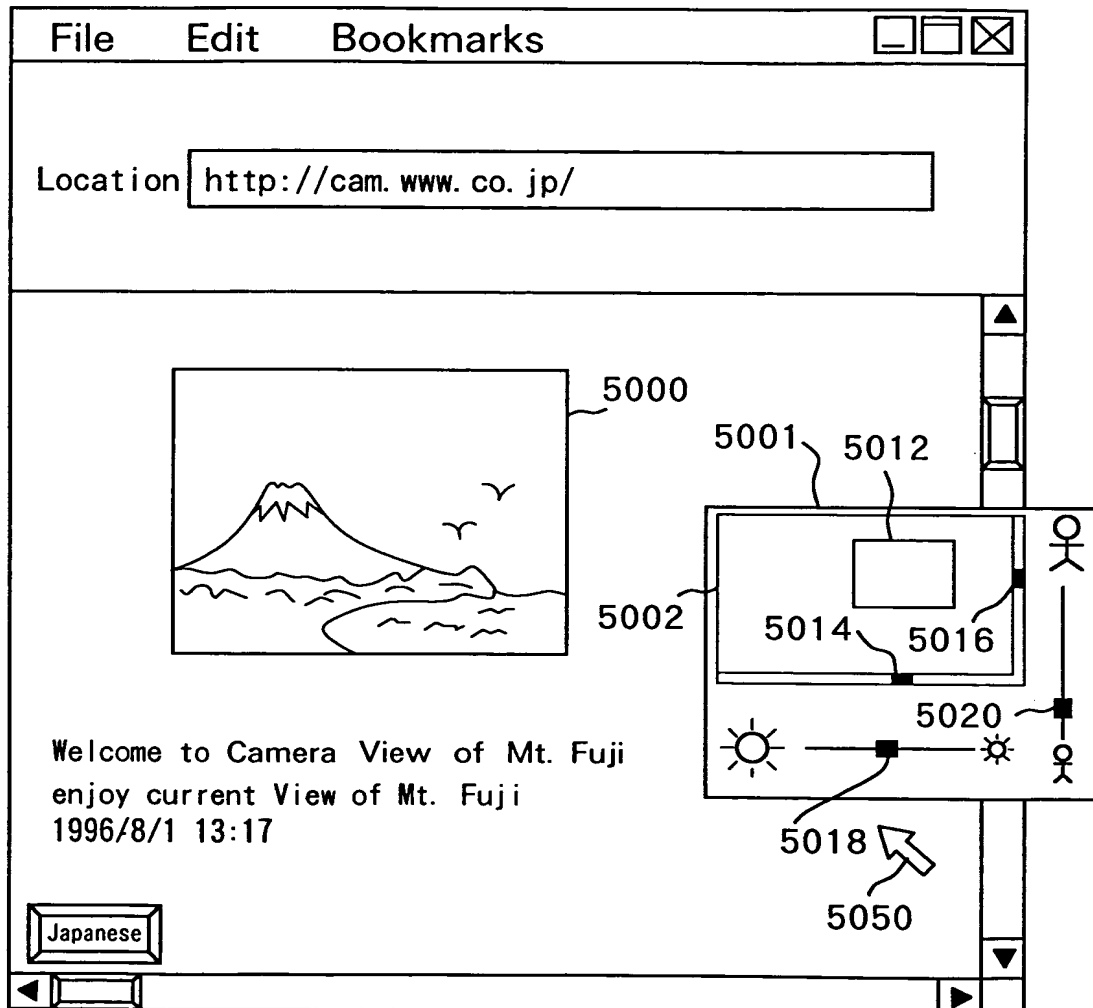 File Edit Bookmarks
Location http://cam.www.co.jp/
5000
5001
5012
5002
5014
5016
5020
5018
5050
Welcome to Camera View of Mt. Fuji
enjoy current View of Mt. Fuji
1996/8/1 13:17
Japanese